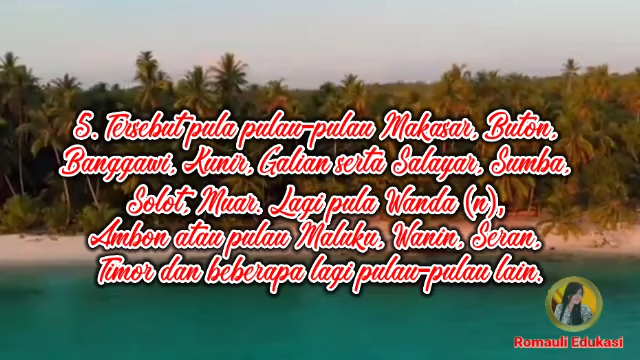 5. Tersebut pula pulau-pulau Makasar, Buton,
Banggawi, Kunir, Galian serta Salayar, Sumba,
Solot, Muar. Lagi pula Wanda (n),
Ambon atau pulau Maluku, Wanin, Seran,
Timor dan beberapa lagi pulau-pulau lain.
Romauli Edukasi